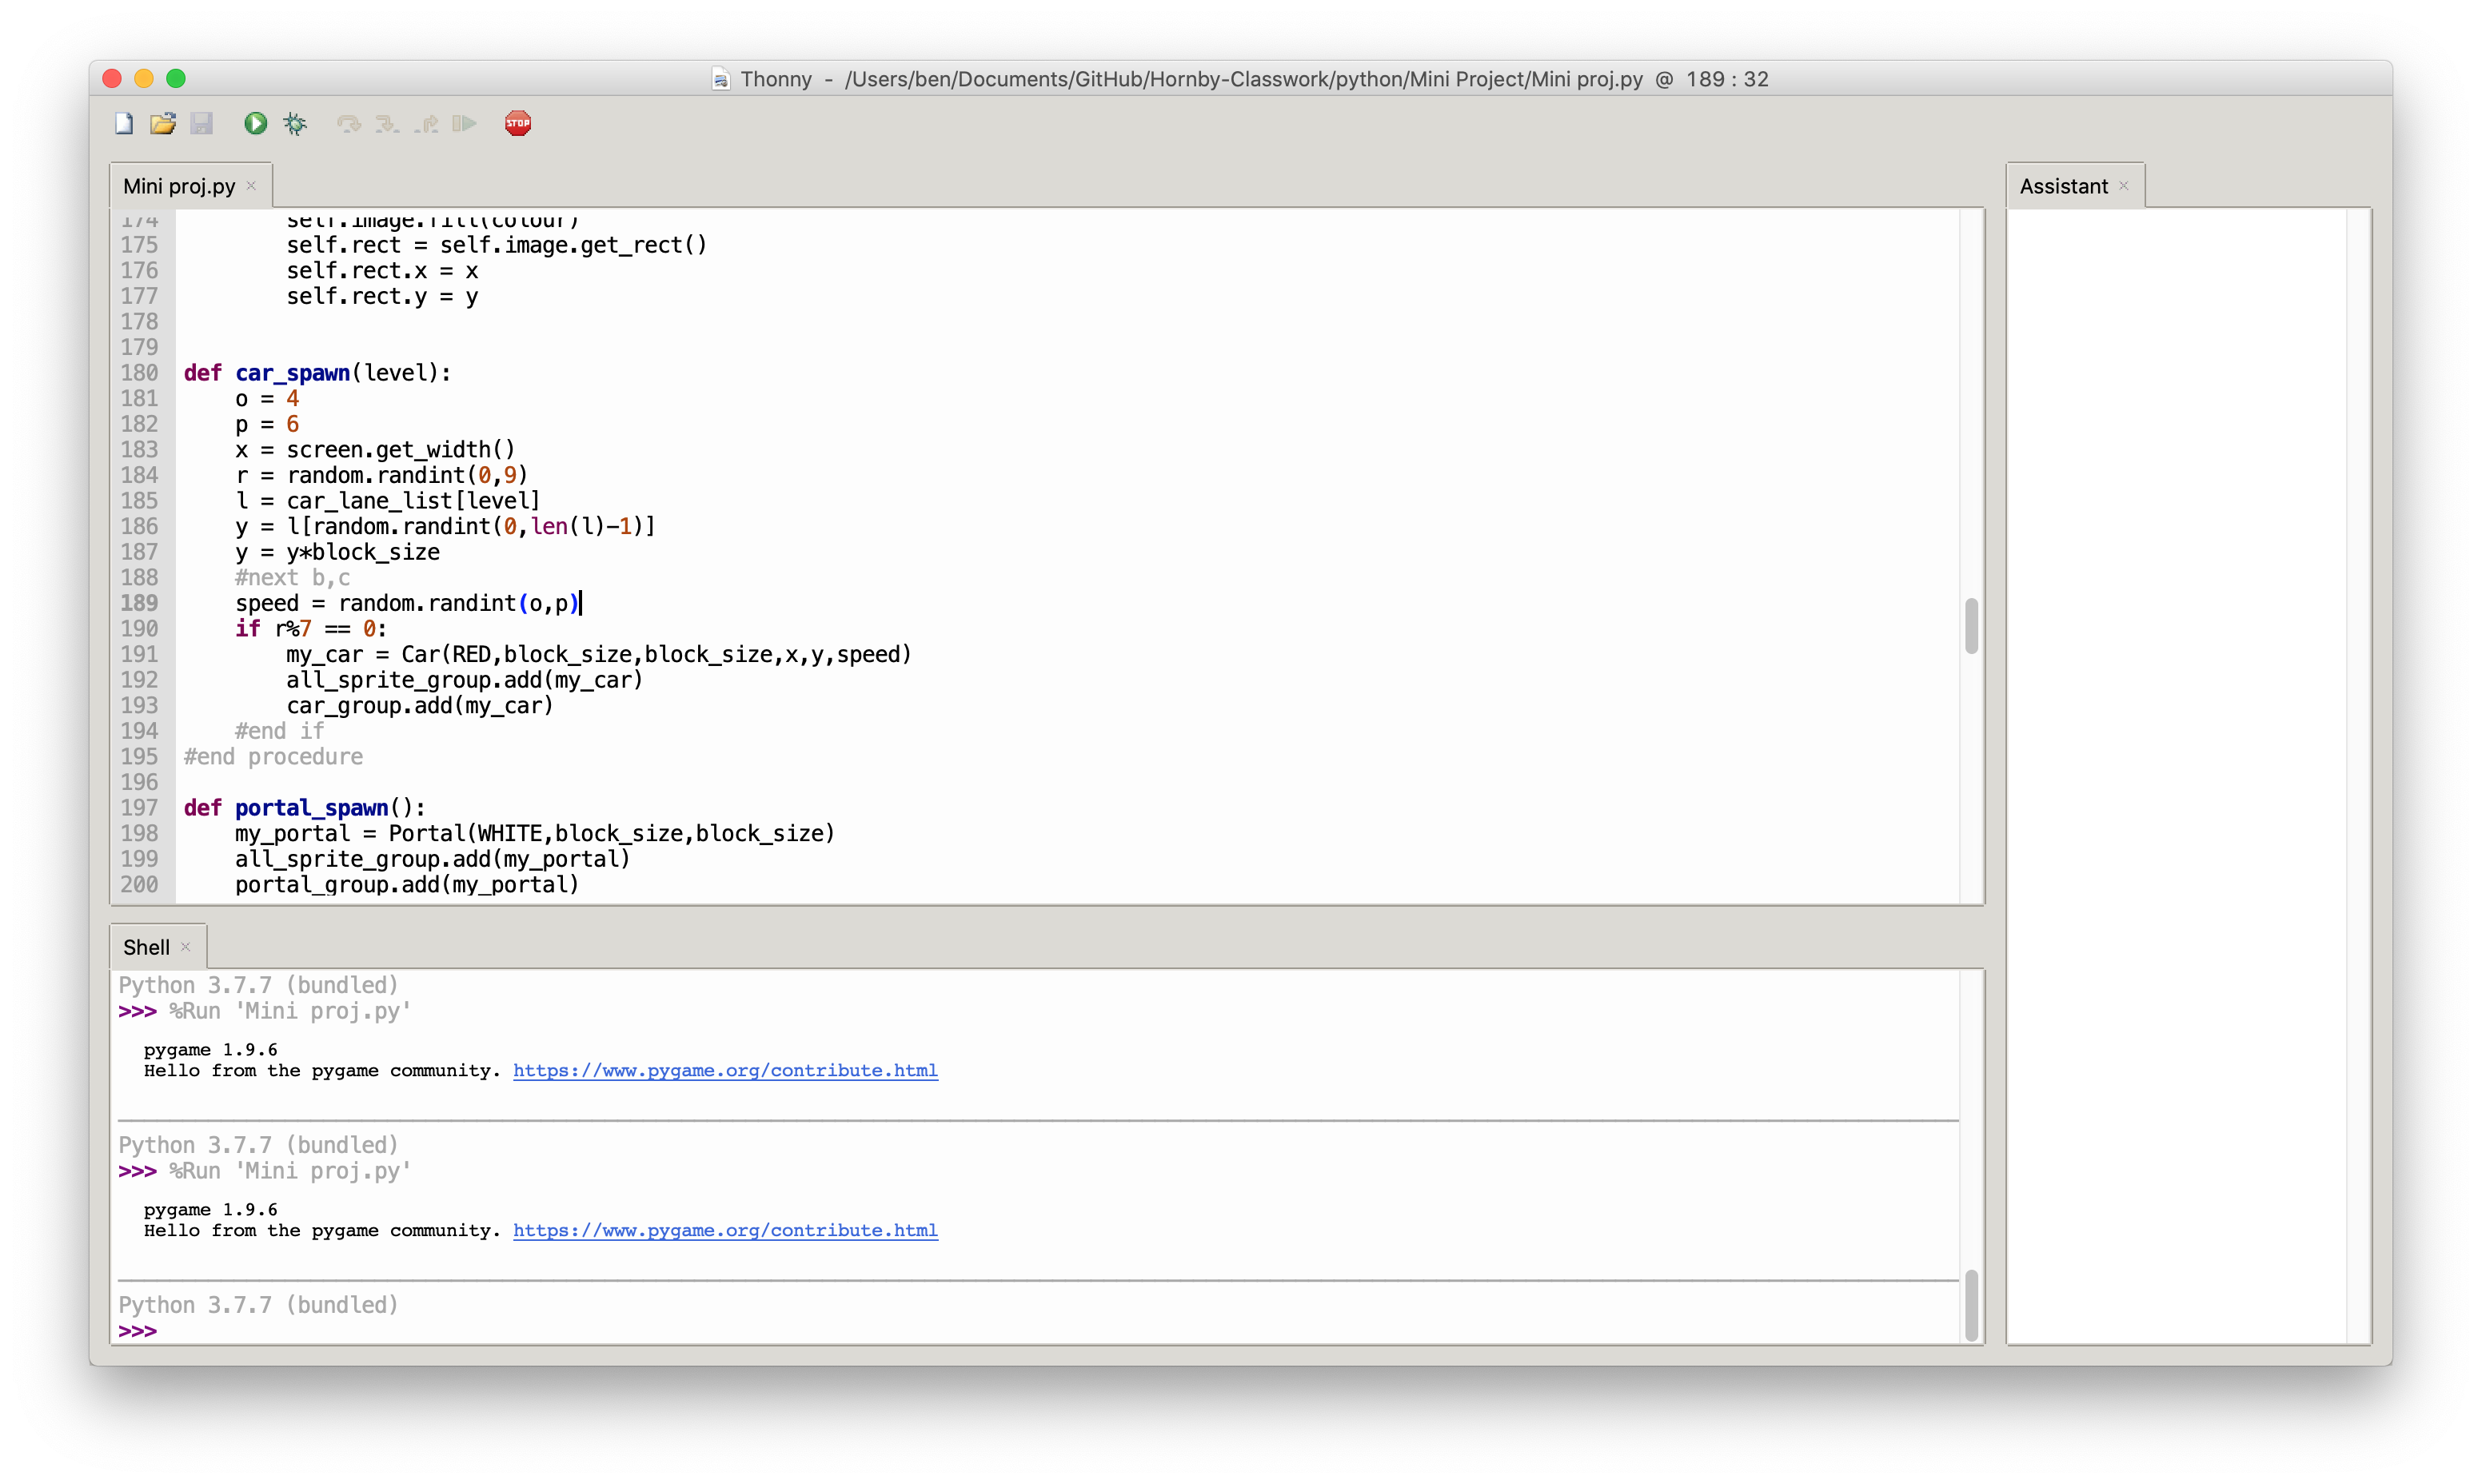 Thonny - /Users/ben/Documents/GitHub/Hornby-Classwork/python/Mini Project/Mini proj.py @ 189 : 32
STOP
Mini proj.py ×
Assistant ×
174         self.image.fill(colour)
175         self.rect = self.image.get_rect()
176         self.rect.x = x
177         self.rect.y = y
178
179
180 def car_spawn(level):
181     o = 4
182     p = 6
183     x = screen.get_width()
184     r = random.randint(0,9)
185     l = car_lane_list[level]
186     y = l[random.randint(0,len(l)-1)]
187     y = y*block_size
188     #next b,c
189     speed = random.randint(o,p)
190     if r%7 == 0:
191         my_car = Car(RED,block_size,block_size,x,y,speed)
192         all_sprite_group.add(my_car)
193         car_group.add(my_car)
194     #end if
195 #end procedure
196
197 def portal_spawn():
198     my_portal = Portal(WHITE,block_size,block_size)
199     all_sprite_group.add(my_portal)
200     portal_group.add(my_portal)
Shell ×
Python 3.7.7 (bundled)
>>> %Run 'Mini proj.py'
pygame 1.9.6
Hello from the pygame community. https://www.pygame.org/contribute.html
Python 3.7.7 (bundled)
>>> %Run 'Mini proj.py'
pygame 1.9.6
Hello from the pygame community. https://www.pygame.org/contribute.html
Python 3.7.7 (bundled)
>>>